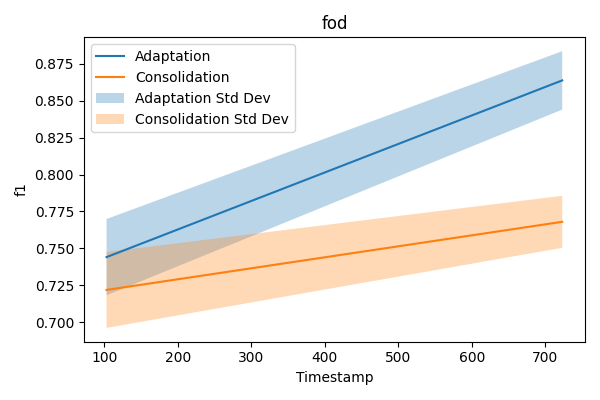 fod
Adaptation
Consolidation
Adaptation Std Dev
Consolidation Std Dev
0.875
0.850
0.825
0.800
0.775
0.750
0.725
0.700
f1
100 200 300 400 500 600 700
Timestamp